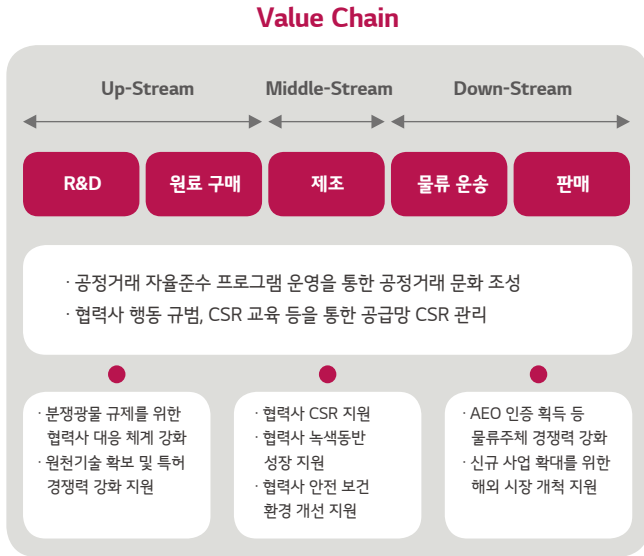 Value Chain
Up-Stream
Middle-Stream
Down-Stream
R&D
원료 구매
제조
물류 운송
판매
· 공정거래 자율준수 프로그램 운영을 통한 공정거래 문화 조성
· 협력사 행동 규범, CSR 교육 등을 통한 공급망 CSR 관리
· 분쟁광물 규제를 위한
협력사 대응 체계 강화
· 원천기술 확보 및 특허
경쟁력 강화 지원
· 협력사 CSR 지원
· 협력사 녹색동반
성장 지원
· 협력사 안전 보건
환경 개선 지원
· AEO 인증 획득 등
물류주체 경쟁력 강화
· 신규 사업 확대를 위한
해외 시장 개척 지원